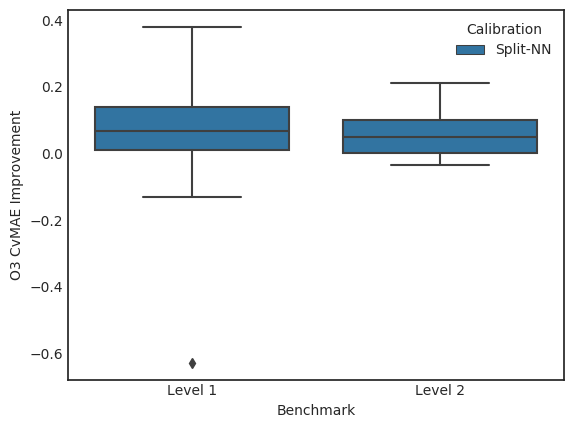 0.4
0.2
0.0
−0.2
−0.4
−0.6
O3 CvMAE Improvement
Calibration
Split-NN
Level 1
Level 2
Benchmark